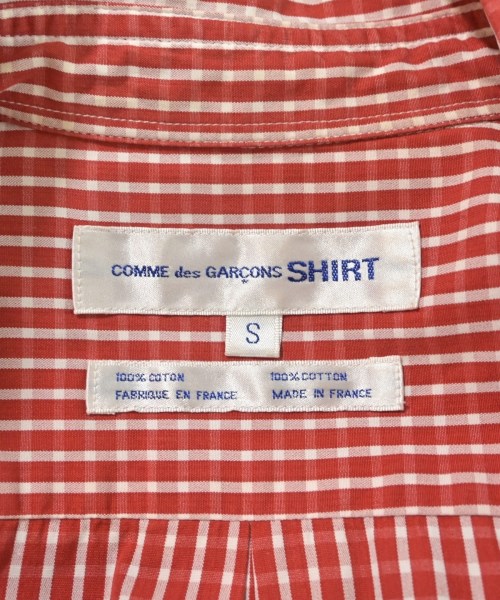 COMME des GARÇONS SHIRT
S
100% COTON 100% COTTON
FABRIQUE EN FRANCE MADE IN FRANCE